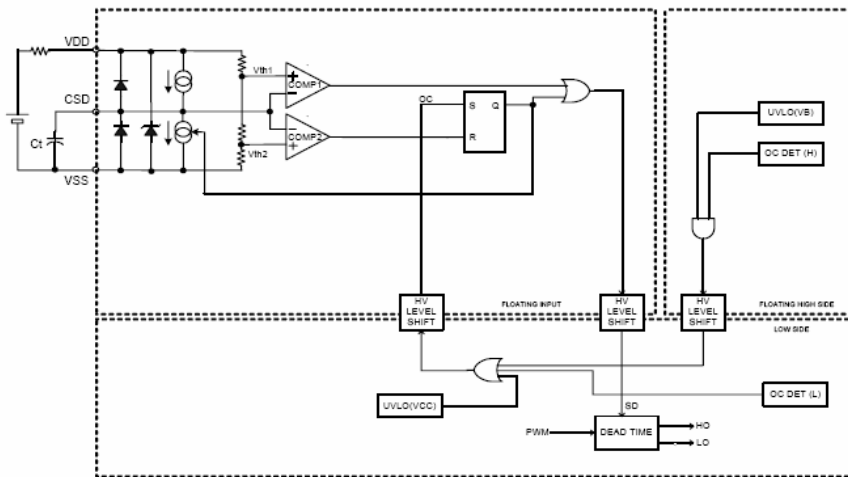 VDD
Vth1
COMP1
CSD
OC
S
Q
UVLO(VB)
Ct
COMP2
R
OC DET (H)
Vth2
VSS
HV
LEVEL
SHIFT
FLOATING INPUT
HV
LEVEL
SHIFT
HV
LEVEL
SHIFT
FLOATING HIGH SIDE
LOW SIDE
UVLO(VCC)
OC DET (L)
SD
PWM
DEAD TIME
HO
LO